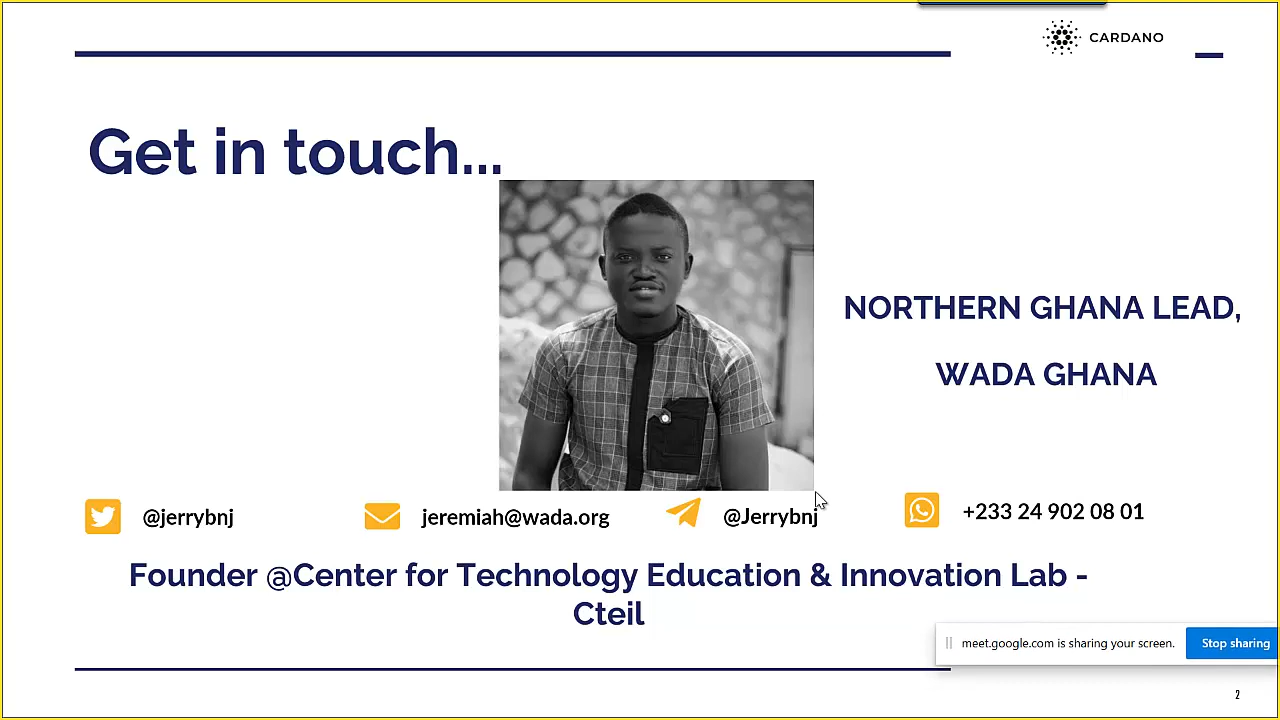 CARDANO
Get in touch...
NORTHERN GHANA LEAD,
WADA GHANA
@jerrybnj
jeremiah@wada.org
@Jerrybnj
+233 24 902 08 01
Founder @Center for Technology Education & Innovation Lab -
Cteil
meet.google.com is sharing your screen.
Stop sharing
2